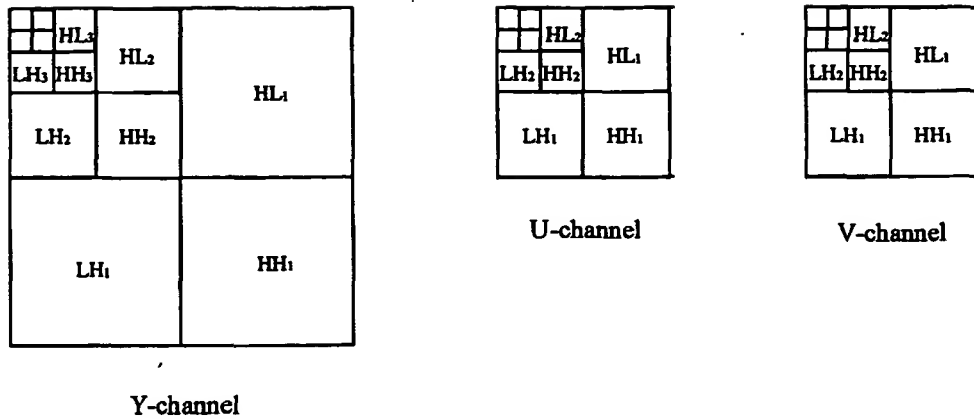 HL₃ HL₂ HL₁
LH₃ HH₃
LH₂ HH₂
LH₁ HH₁
Y-channel
HL₂ HL₁
LH₂ HH₂
LH₁ HH₁
U-channel
HL₂ HL₁
LH₂ HH₂
LH₁ HH₁
V-channel